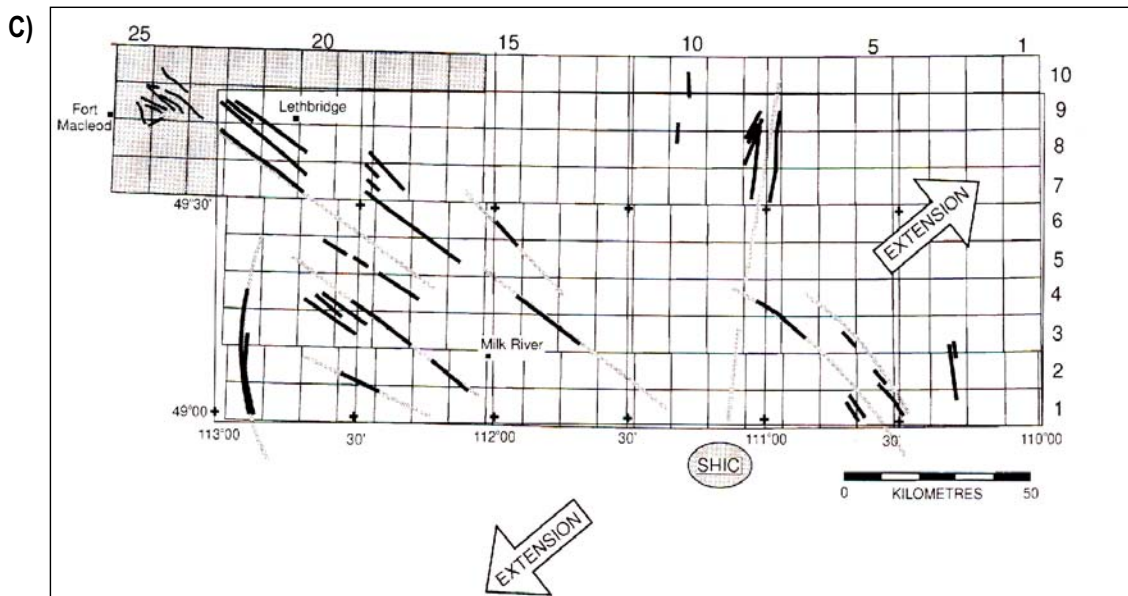 C)
25 20 15 10 5 1
10
9
8
7
6
5
4
3
2
1
Fort
Macleod
Lethbridge
49°30'
EXTENSION
Milk River
49°00
113°00 30' 112°00 30' 111°00 30' 110°00
SHIC
0 50
KILOMETRES
EXTENSION